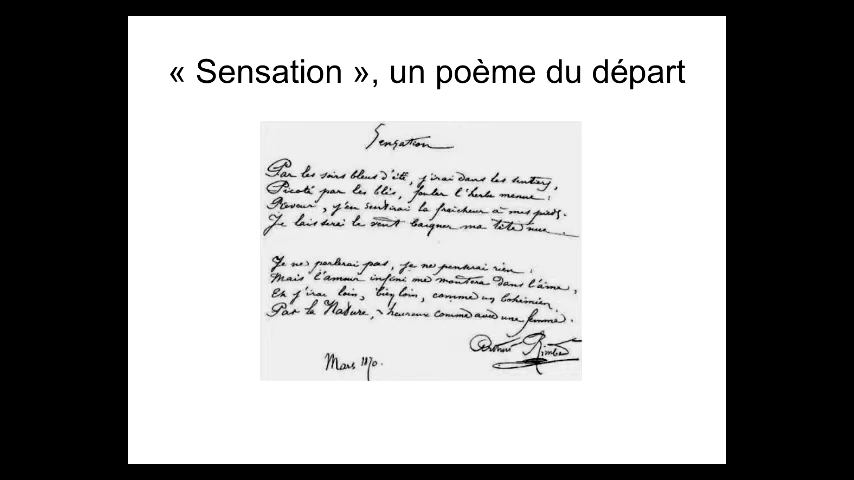 « Sensation », un poème du départ
Sensation
Par les soirs bleus d'été, j'irai dans les sentiers,
Picoté par les blés, fouler l'herbe menue :
Rêveur, j'en sentirai la fraîcheur à mes pieds.
Je laisserai le vent baigner ma tête nue...
Je ne parlerai pas, je ne penserai rien :
Mais l'amour infini me montera dans l'âme,
Et j'irai loin, bien loin, comme un bohémien,
Par la Nature, - heureux comme avec une femme.
Arthur Rimbaud
Mars 1870.